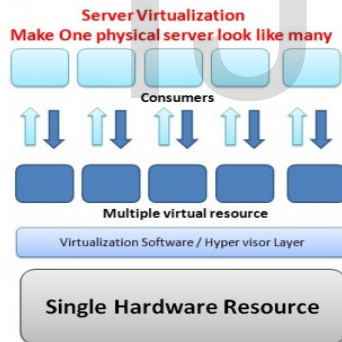 Server Virtualization
Make One physical server look like many
Consumers
Multiple virtual resource
Virtualization Software / Hyper visor Layer
Single Hardware Resource